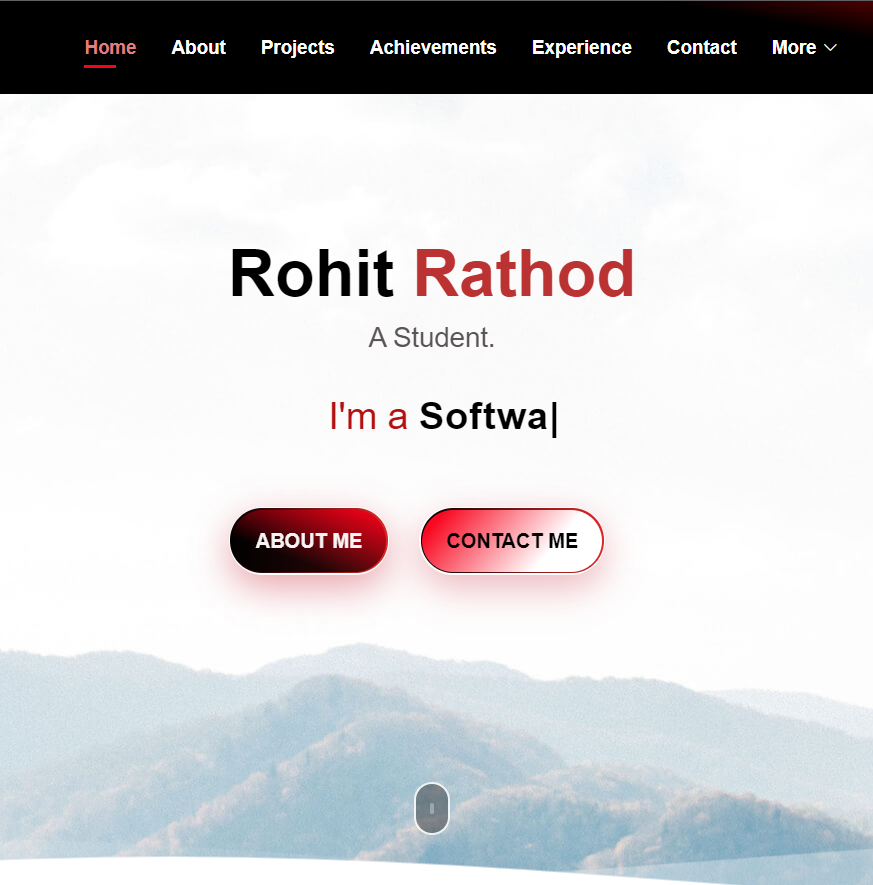 Home About Projects Achievements Experience Contact More
Rohit Rathod
A Student.
I'm a Softwa|
ABOUT ME CONTACT ME